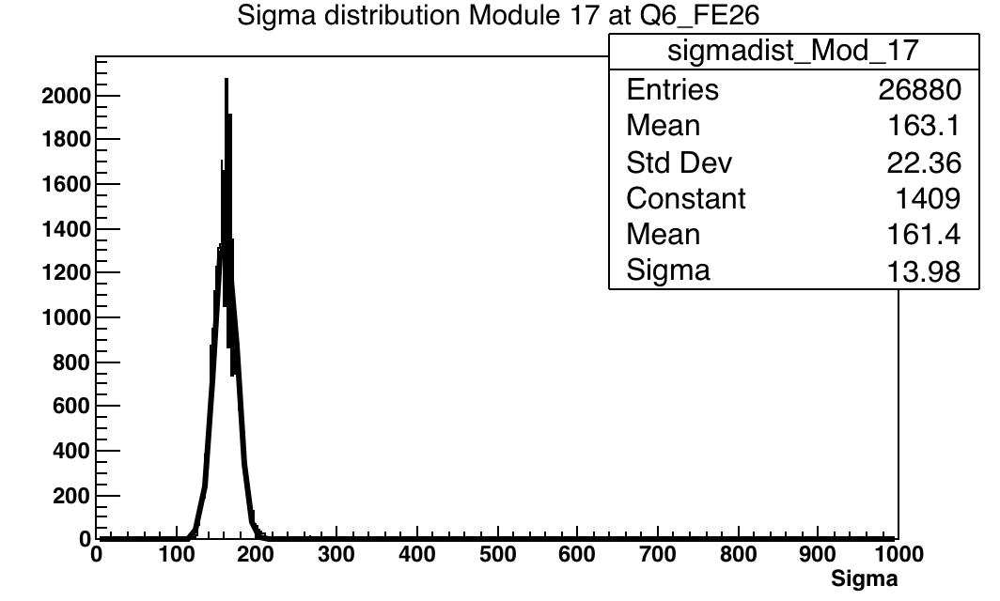 Sigma distribution Module 17 at Q6_FE26
sigmadist_Mod_17
Entries 26880
Mean 163.1
Std Dev 22.36
Constant 1409
Mean 161.4
Sigma 13.98
2000
1800
1600
1400
1200
1000
800
600
400
200
0
0 100 200 300 400 500 600 700 800 900 1000
Sigma